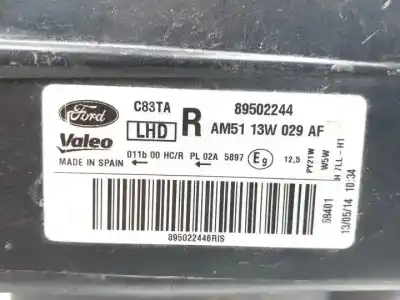 Ford
C83TA
89502244
LHD
R
AM51 13W 029 AF
Valeo
MADE IN SPAIN
011b 00 HC/R PL 02A 5897 E9 12,5
PY21W
W5W
H7LL-H1
895022446RIS
68401
13/05/14 10:34